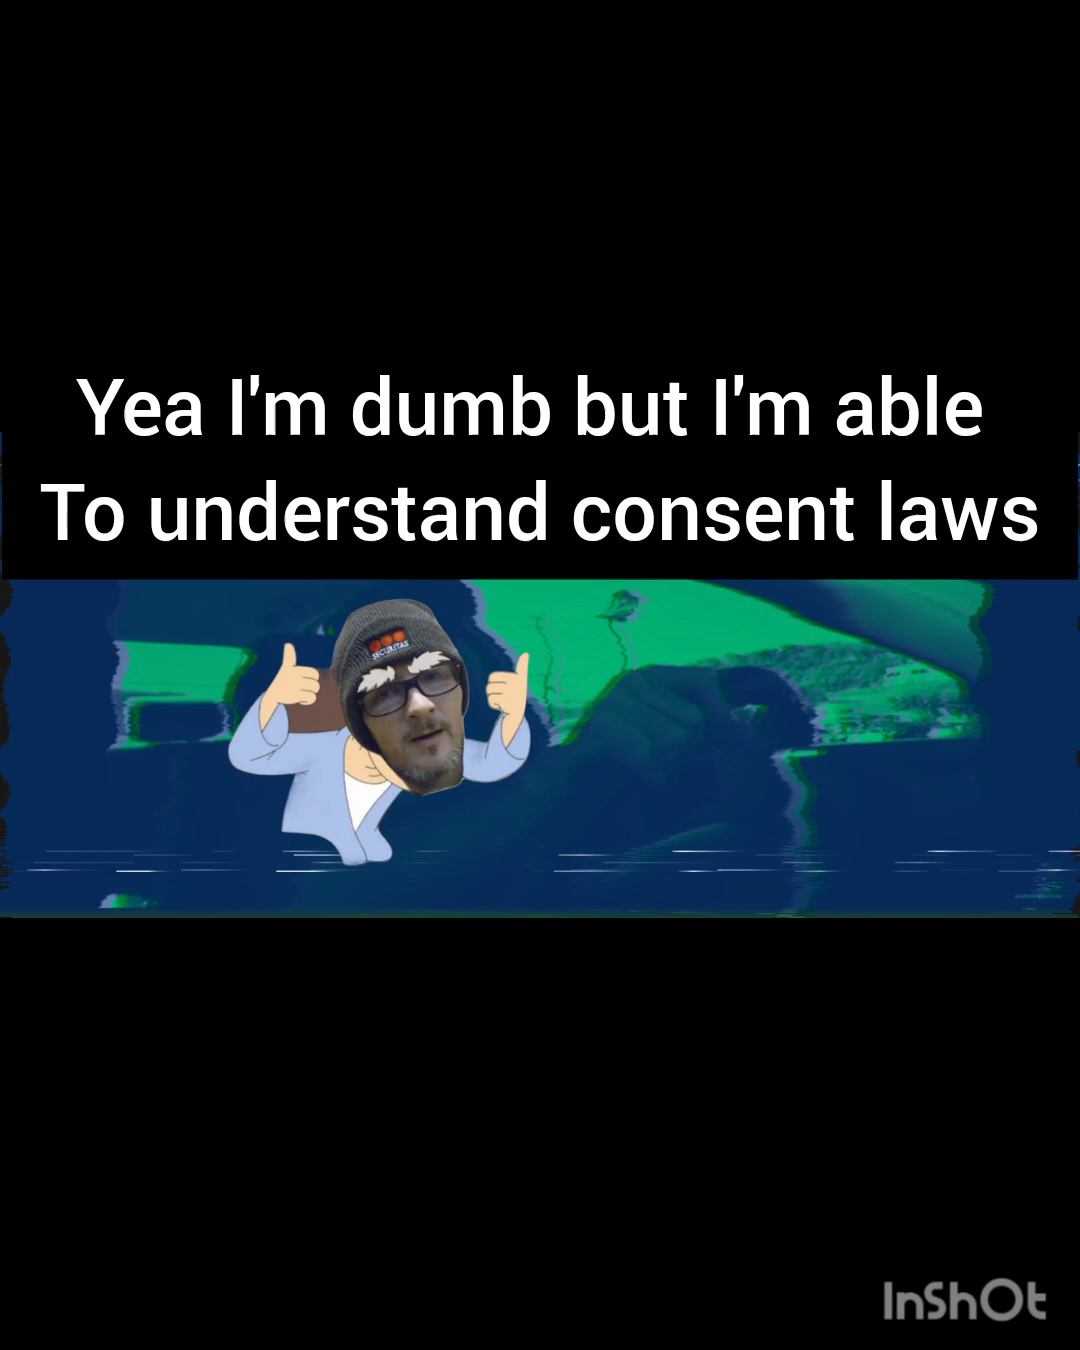 Yea I'm dumb but I'm able
To understand consent laws
SECURITAS
InShOt